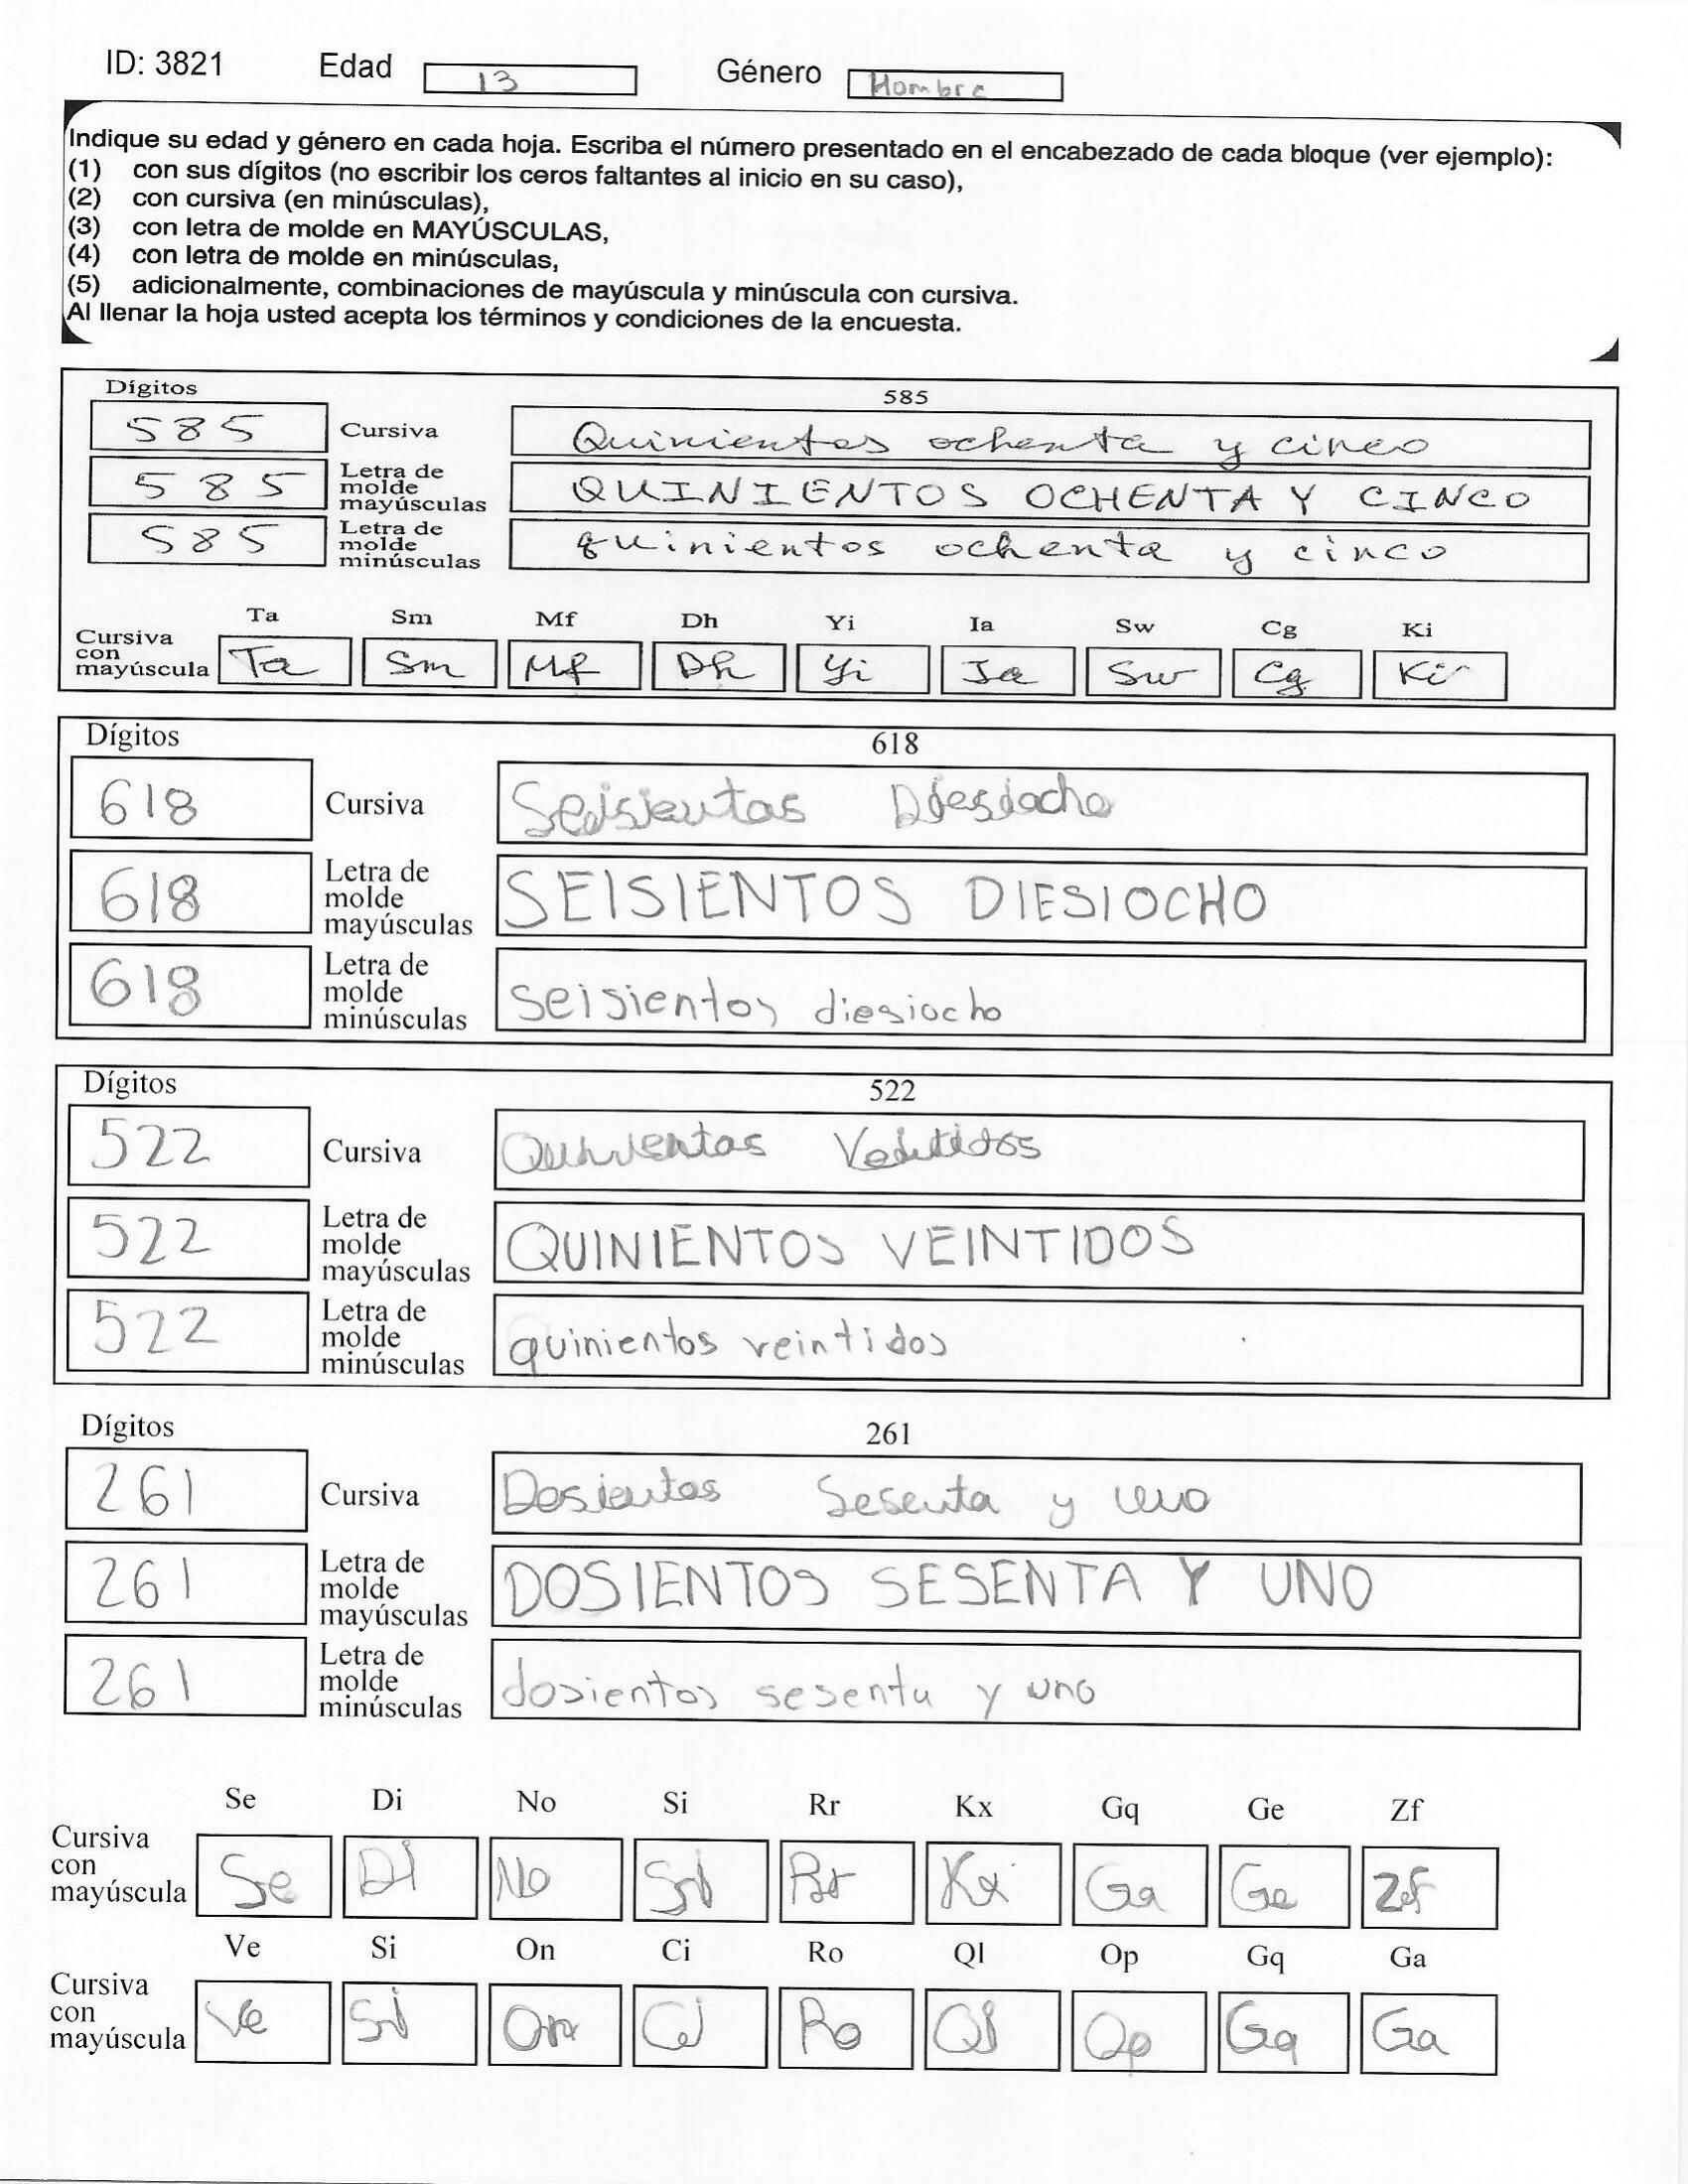 ID: 3821 Edad 13 Género Hombre
Indique su edad y género en cada hoja. Escriba el número presentado en el encabezado de cada bloque (ver ejemplo):
(1) con sus dígitos (no escribir los ceros faltantes al inicio en su caso),
(2) con cursiva (en minúsculas),
(3) con letra de molde en MAYÚSCULAS,
(4) con letra de molde en minúsculas,
(5) adicionalmente, combinaciones de mayúscula y minúscula con cursiva.
Al llenar la hoja usted acepta los términos y condiciones de la encuesta.
Dígitos 585
585 Cursiva Quinientos ochenta y cinco
585 Letra de molde mayúsculas QUINIENTOS OCHENTA Y CINCO
585 Letra de molde minúsculas quinientos ochenta y cinco
Ta Sm Mf Dh Yi Ia Sw Cg Ki
Cursiva con mayúscula Ta Sm Mf Dh Yi Ia Sw Cg Ki
Dígitos 618
618 Cursiva Seisientos Diesiocho
618 Letra de molde mayúsculas SEISIENTOS DIESIOCHO
618 Letra de molde minúsculas seisientos diesiocho
Dígitos 522
522 Cursiva Quinientos
522 Letra de molde mayúsculas QUINIENTOS VEINTIDOS
522 Letra de molde minúsculas quinientos veintidos
Dígitos 261
261 Cursiva Dosientos Sesenta y uno
261 Letra de molde mayúsculas DOSIENTOS SESENTA Y UNO
261 Letra de molde minúsculas dosientos sesenta y uno
Se Di No Si Rr Kx Gq Ge Zf
Cursiva con mayúscula Se Di No Si Rr Kx Ga Ge Zf
Ve Si On Ci Ro Ql Op Gq Ga
Cursiva con mayúscula Ve Si On Ci Ro Ql Op Gq Ga